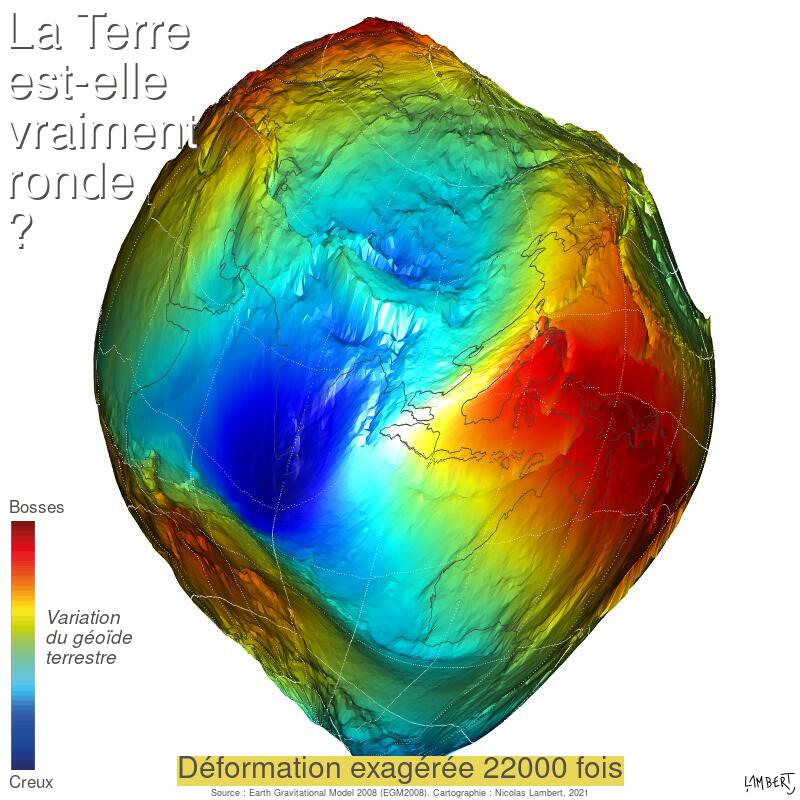 La Terre
est-elle
vraiment
ronde
?
Bosses
Variation
du géoïde
terrestre
Creux
Déformation exagérée 22000 fois
Source : Earth Gravitational Model 2008 (EGM2008). Cartographie : Nicolas Lambert, 2021
LAMBERT